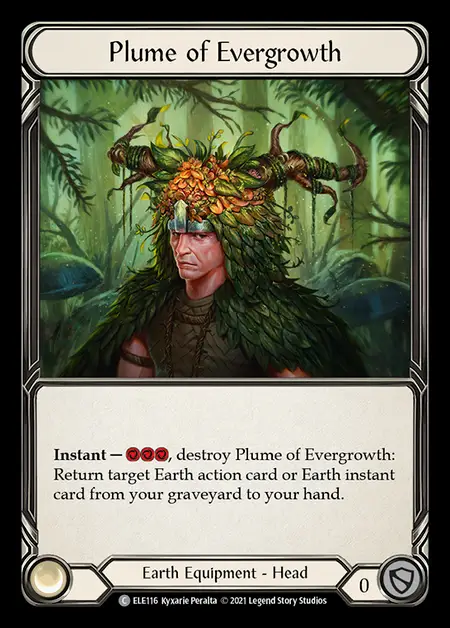 Plume of Evergrowth
Instant — , destroy Plume of Evergrowth:
Return target Earth action card or Earth instant
card from your graveyard to your hand.
Earth Equipment - Head
0
C ELE116 Kyxarie Peralta © 2021 Legend Story Studios